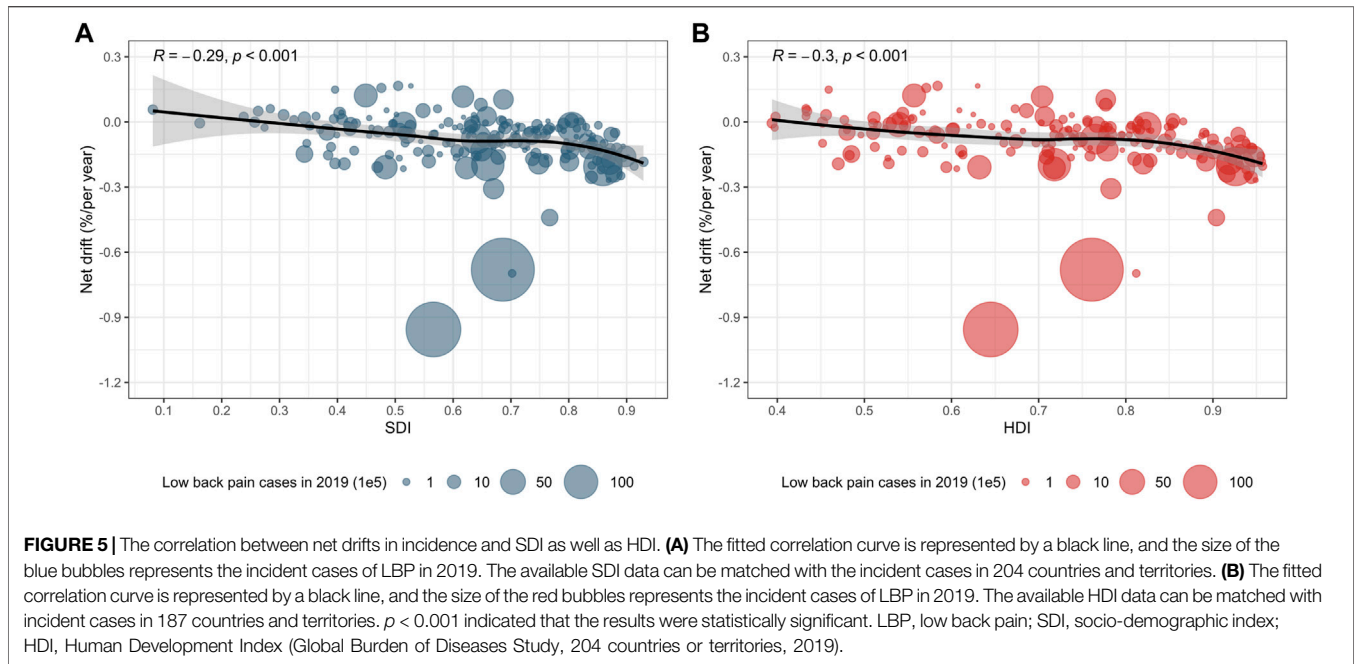 A
R = −0.29, p < 0.001
Net drift (%/per year)
0.3
0.0
-0.3
-0.6
-0.9
-1.2
0.1 0.2 0.3 0.4 0.5 0.6 0.7 0.8 0.9
SDI
Low back pain cases in 2019 (1e5) 1 10 50 100
B
R = −0.3, p < 0.001
Net drift (%/per year)
0.3
0.0
-0.3
-0.6
-0.9
-1.2
0.4 0.5 0.6 0.7 0.8 0.9
HDI
Low back pain cases in 2019 (1e5) 1 10 50 100
FIGURE 5 | The correlation between net drifts in incidence and SDI as well as HDI. (A) The fitted correlation curve is represented by a black line, and the size of the
blue bubbles represents the incident cases of LBP in 2019. The available SDI data can be matched with the incident cases in 204 countries and territories. (B) The fitted
correlation curve is represented by a black line, and the size of the red bubbles represents the incident cases of LBP in 2019. The available HDI data can be matched with
incident cases in 187 countries and territories. p < 0.001 indicated that the results were statistically significant. LBP, low back pain; SDI, socio-demographic index;
HDI, Human Development Index (Global Burden of Diseases Study, 204 countries or territories, 2019).